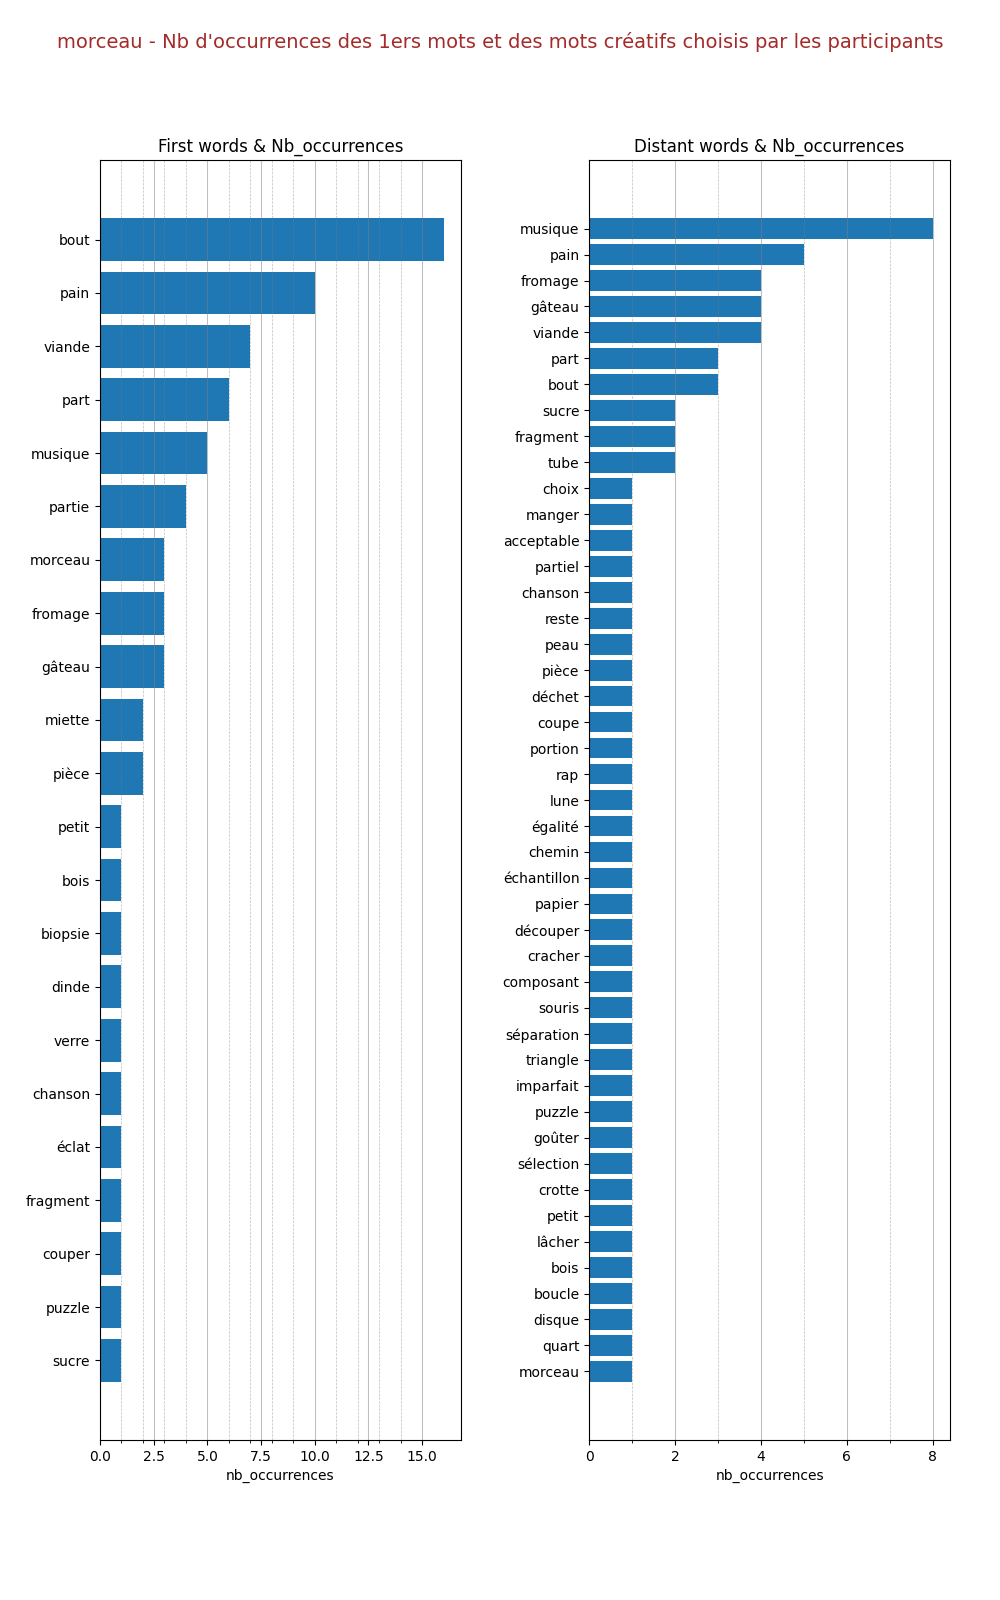 morceau - Nb d'occurrences des 1ers mots et des mots créatifs choisis par les participants
First words & Nb_occurrences
bout
pain
viande
part
musique
partie
morceau
fromage
gâteau
miette
pièce
petit
bois
biopsie
dinde
verre
chanson
éclat
fragment
couper
puzzle
sucre
0.0 2.5 5.0 7.5 10.0 12.5 15.0
nb_occurrences
Distant words & Nb_occurrences
musique
pain
fromage
gâteau
viande
part
bout
sucre
fragment
tube
choix
manger
acceptable
partiel
chanson
reste
peau
pièce
déchet
coupe
portion
rap
lune
égalité
chemin
échantillon
papier
découper
cracher
composant
souris
séparation
triangle
imparfait
puzzle
goûter
sélection
crotte
petit
lâcher
bois
boucle
disque
quart
morceau
0 2 4 6 8
nb_occurrences